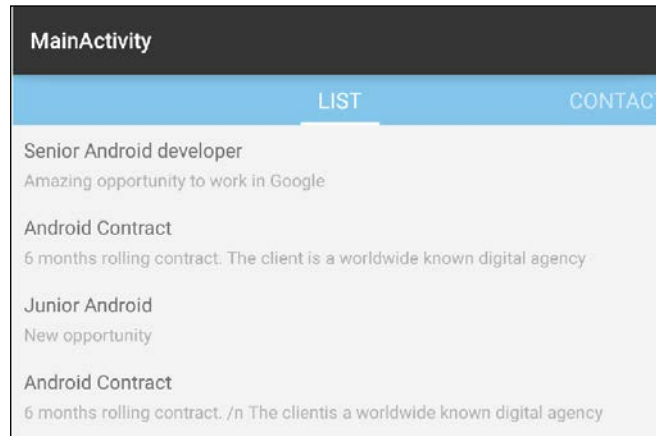 MainActivity
LIST CONTACT
Senior Android developer
Amazing opportunity to work in Google
Android Contract
6 months rolling contract. The client is a worldwide known digital agency
Junior Android
New opportunity
Android Contract
6 months rolling contract. /n The clientis a worldwide known digital agency